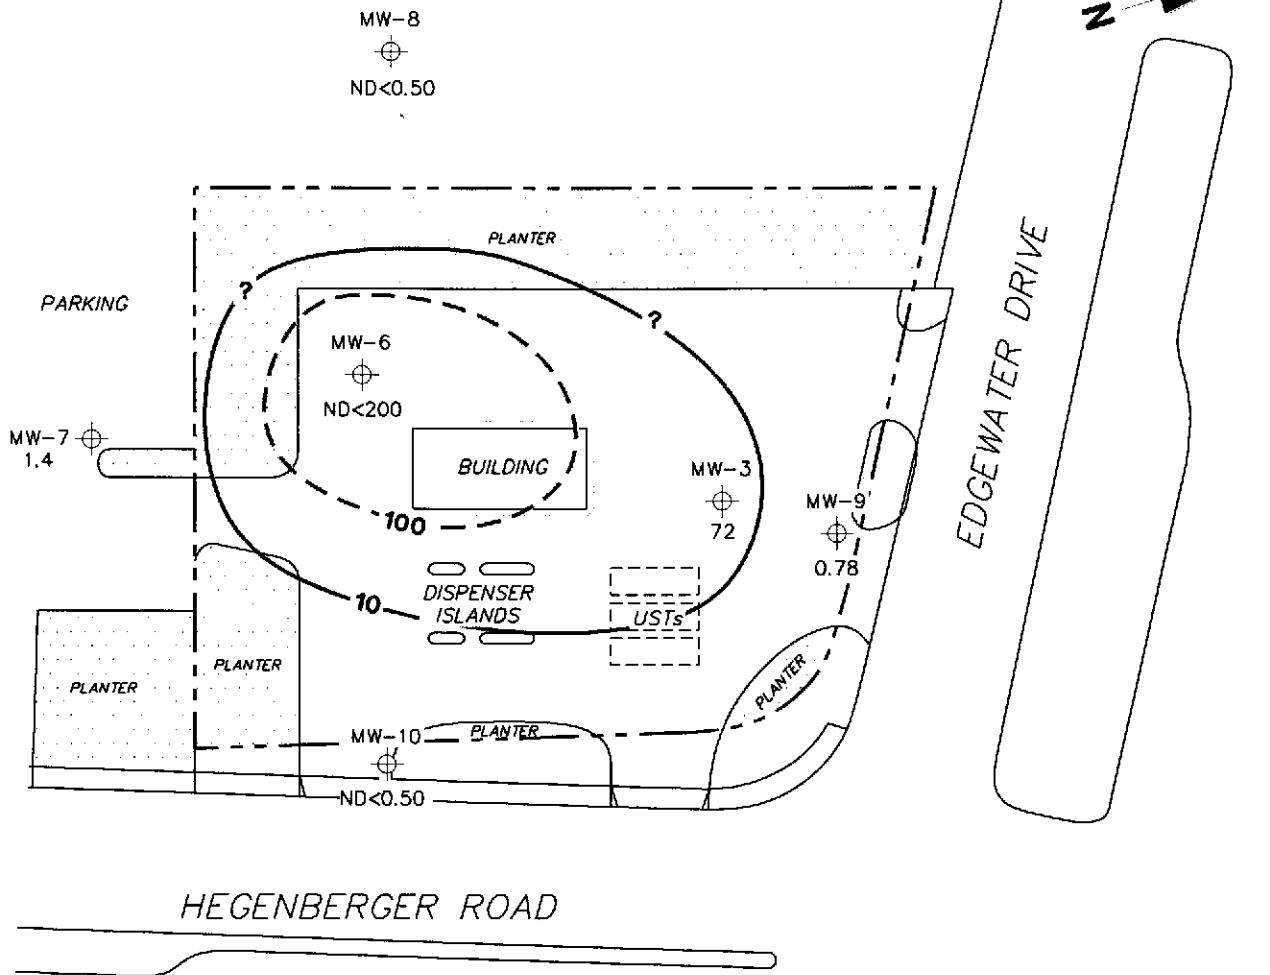 MW-8
ND<0.50
N
PLANTER
PARKING
?
?
MW-6
ND<200
MW-7
1.4
BUILDING
MW-3
72
MW-9
0.78
EDGEWATER DRIVE
100
10
DISPENSER
ISLANDS
USTs
PLANTER
PLANTER
PLANTER
PLANTER
MW-10
ND<0.50
HEGENBERGER ROAD